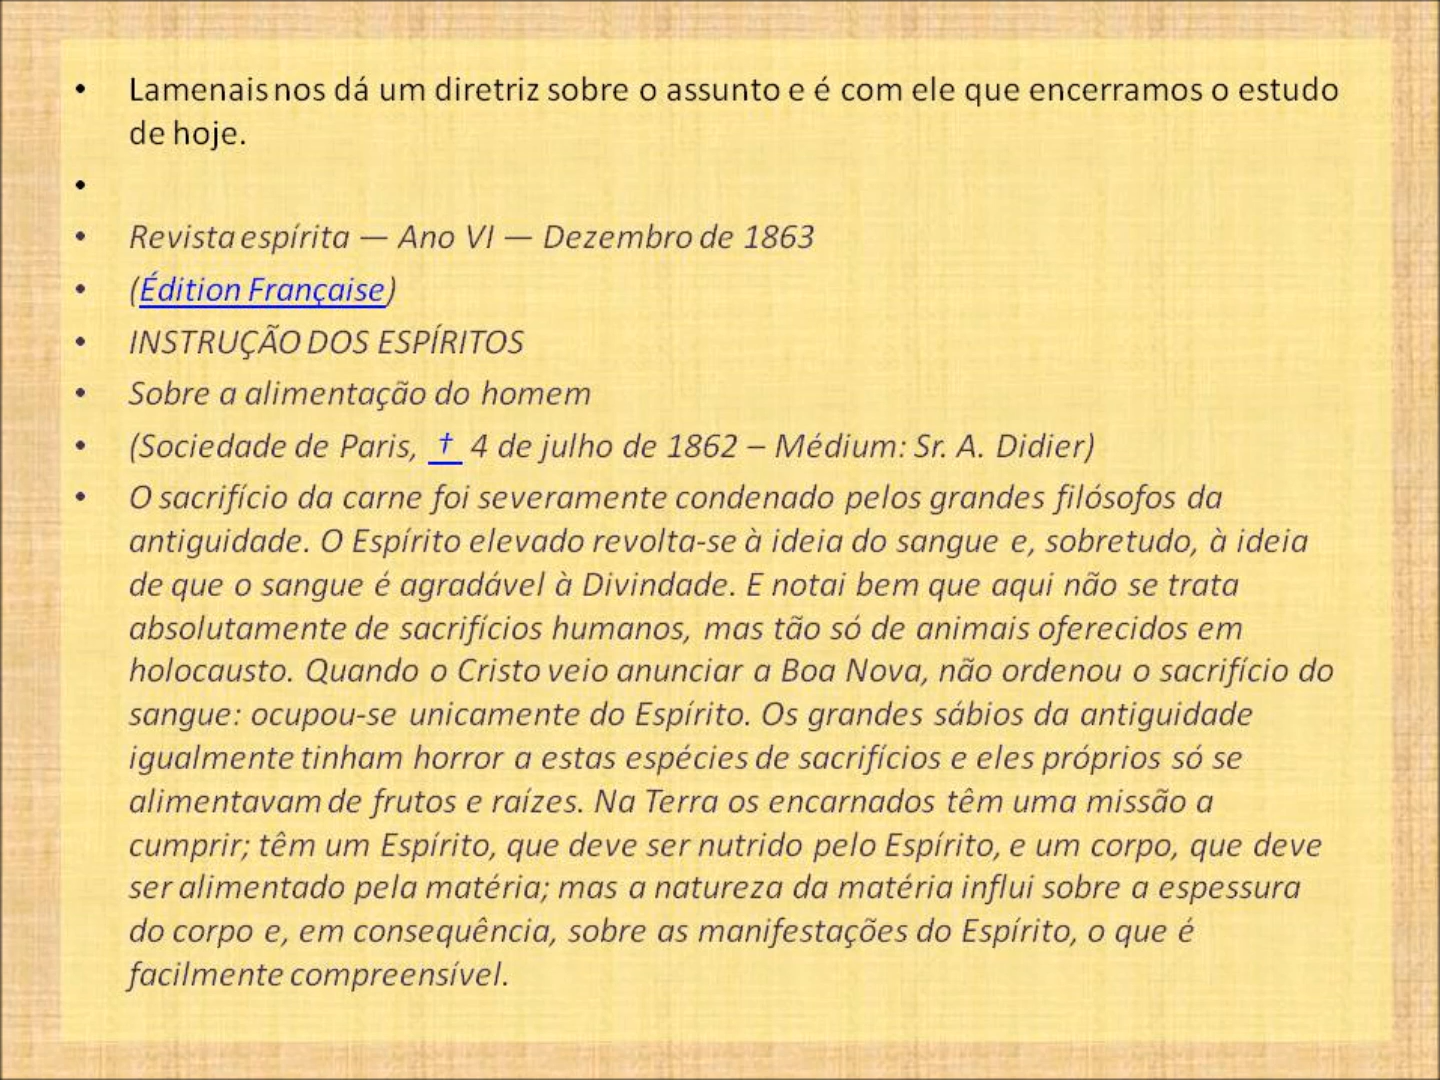 • Lamenais nos dá um diretriz sobre o assunto e é com ele que encerramos o estudo
de hoje.
•
• Revista espírita — Ano VI — Dezembro de 1863
• (Édition Française)
• INSTRUÇÃO DOS ESPÍRITOS
• Sobre a alimentação do homem
• (Sociedade de Paris, † 4 de julho de 1862 – Médium: Sr. A. Didier)
• O sacrifício da carne foi severamente condenado pelos grandes filósofos da
antiguidade. O Espírito elevado revolta-se à ideia do sangue e, sobretudo, à ideia
de que o sangue é agradável à Divindade. E notai bem que aqui não se trata
absolutamente de sacrifícios humanos, mas tão só de animais oferecidos em
holocausto. Quando o Cristo veio anunciar a Boa Nova, não ordenou o sacrifício do
sangue: ocupou-se unicamente do Espírito. Os grandes sábios da antiguidade
igualmente tinham horror a estas espécies de sacrifícios e eles próprios só se
alimentavam de frutos e raízes. Na Terra os encarnados têm uma missão a
cumprir; têm um Espírito, que deve ser nutrido pelo Espírito, e um corpo, que deve
ser alimentado pela matéria; mas a natureza da matéria influi sobre a espessura
do corpo e, em consequência, sobre as manifestações do Espírito, o que é
facilmente compreensível.